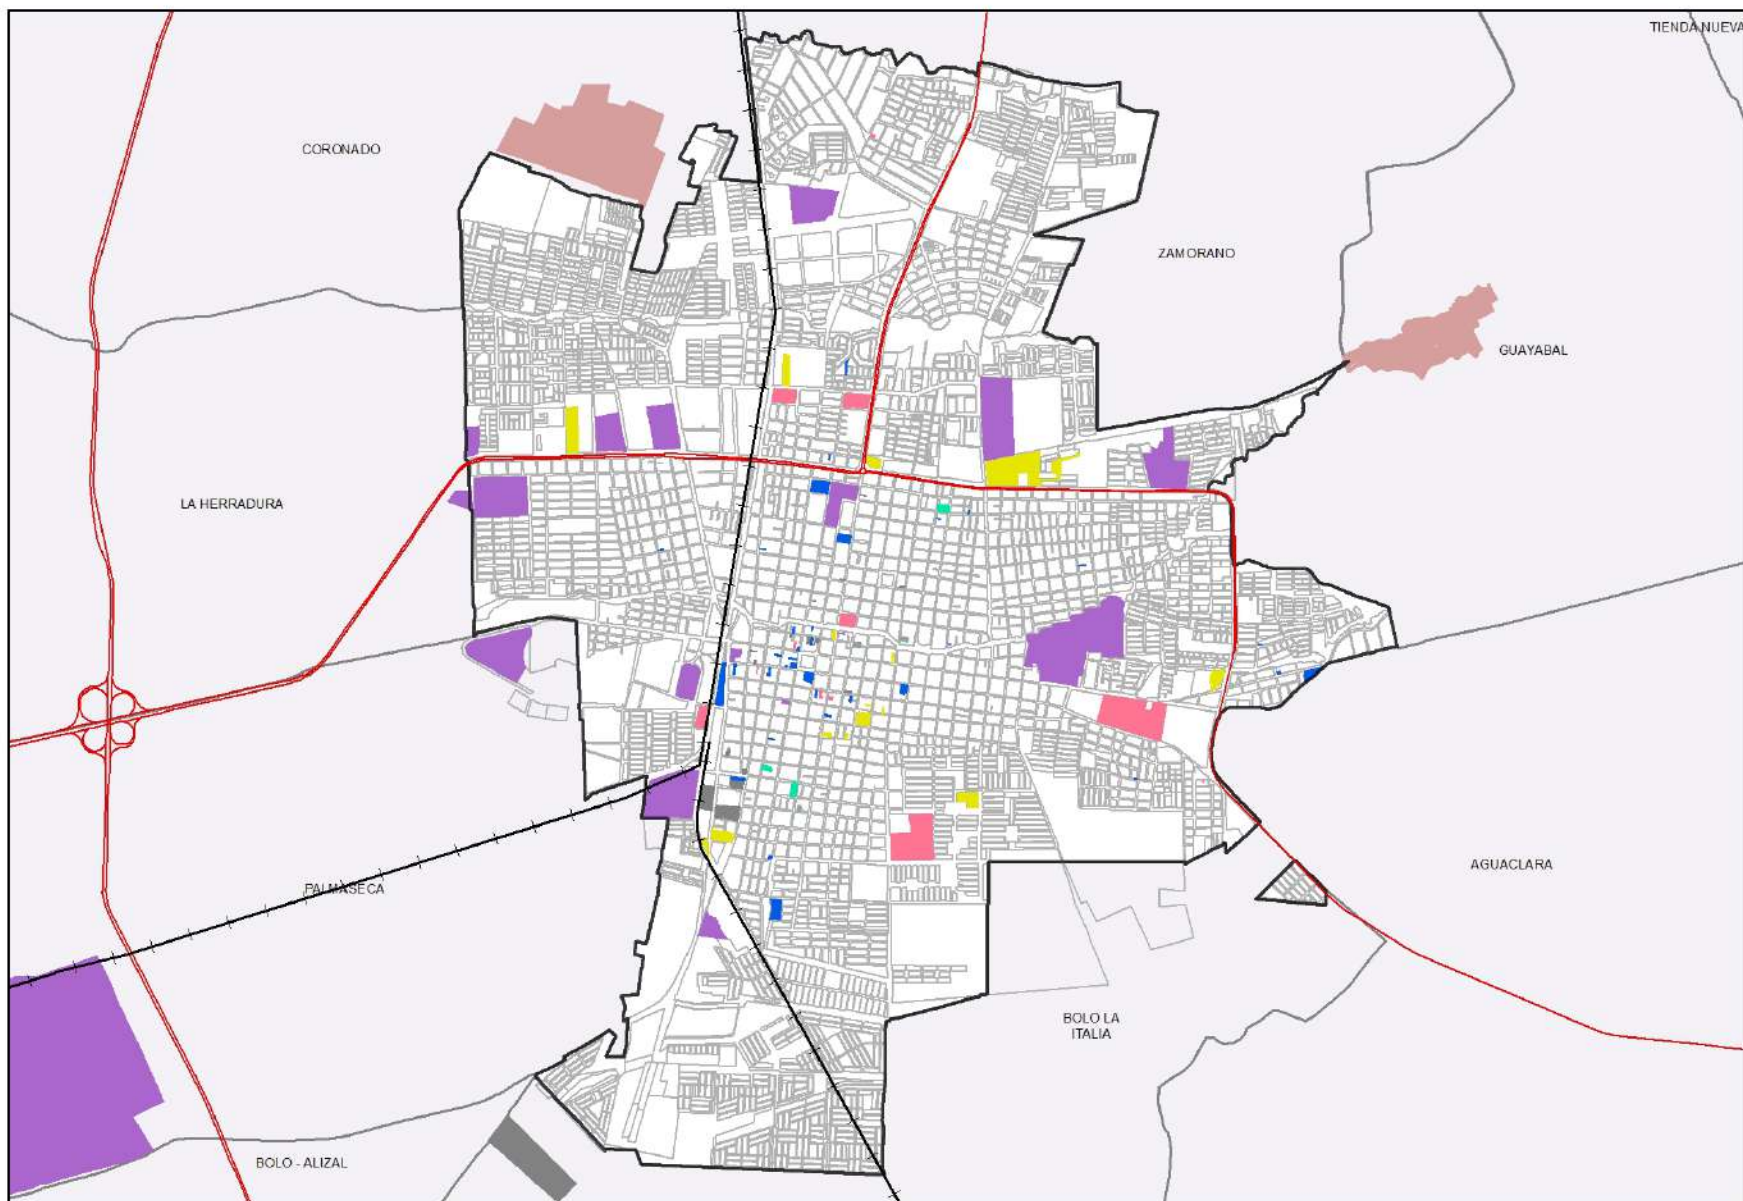 TIENDA NUEVA
CORONADO
ZAMORANO
GUAYABAL
LA HERRADURA
PALMASECA
AGUACLARA
BOLO LA
ITALIA
BOLO - ALIZAL